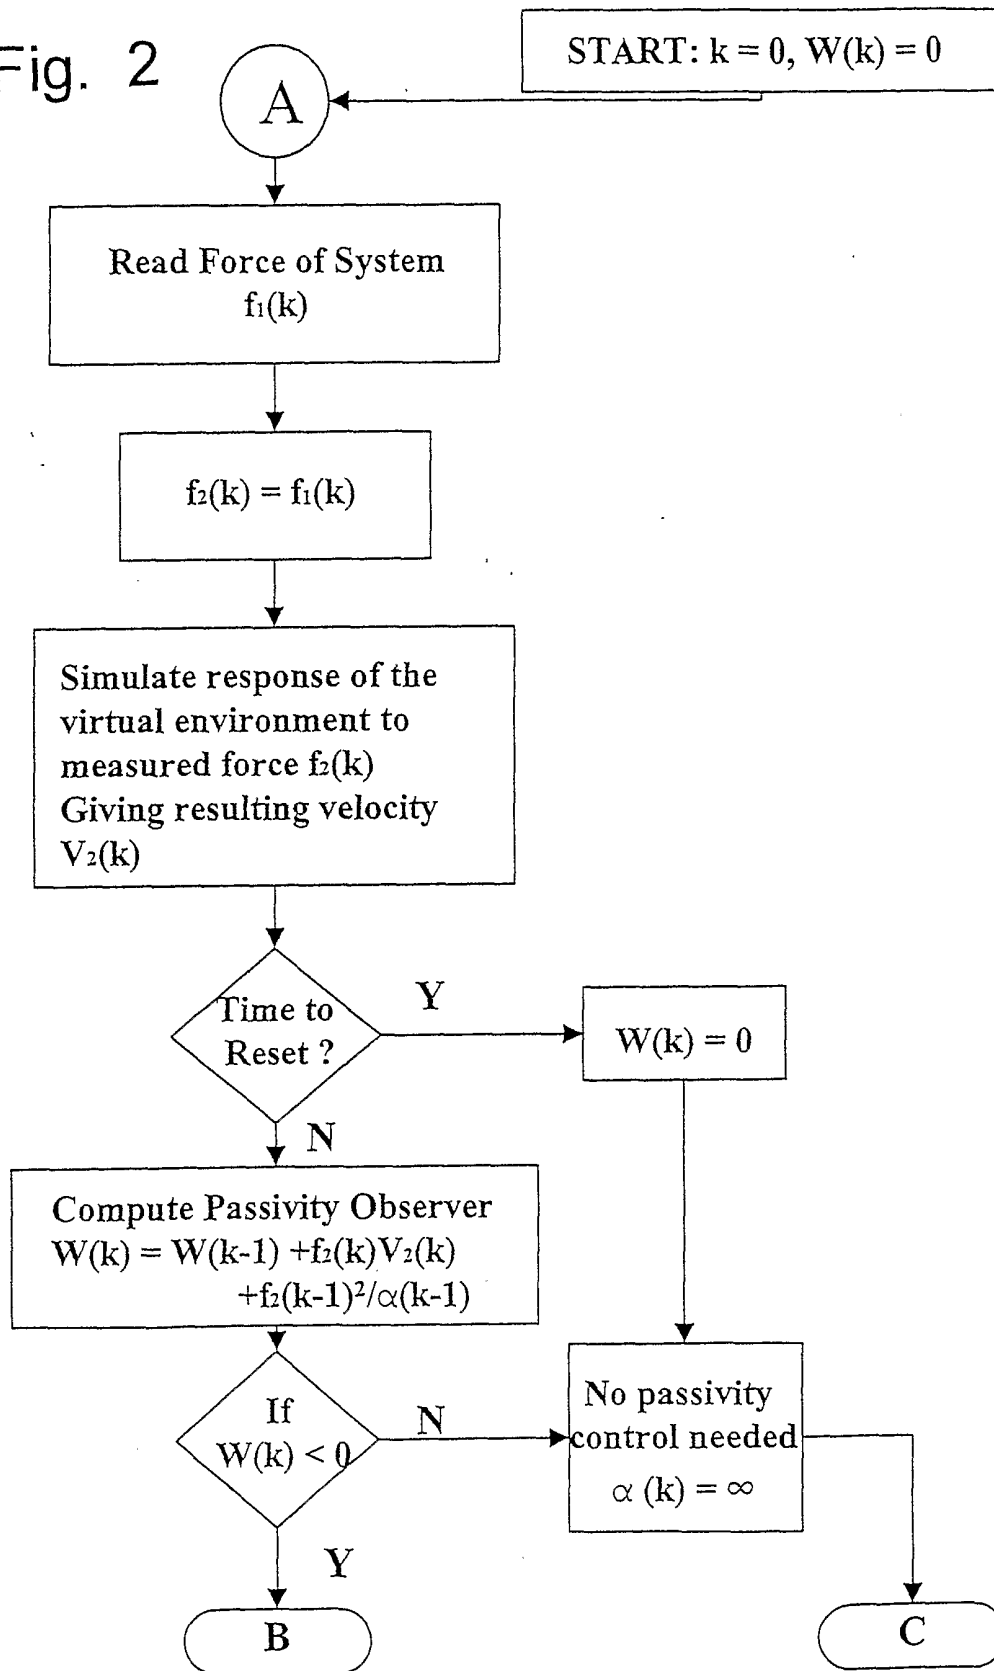 Fig. 2
START: k = 0, W(k) = 0
A
Read Force of System
f₁(k)
f₂(k) = f₁(k)
Simulate response of the
virtual environment to
measured force f₂(k)
Giving resulting velocity
V₂(k)
Time to
Reset ?
Y
W(k) = 0
N
Compute Passivity Observer
W(k) = W(k-1) +f₂(k)V₂(k)
+f₂(k-1)²/α(k-1)
If
W(k) < 0
N
No passivity
control needed
α (k) = ∞
Y
B
C